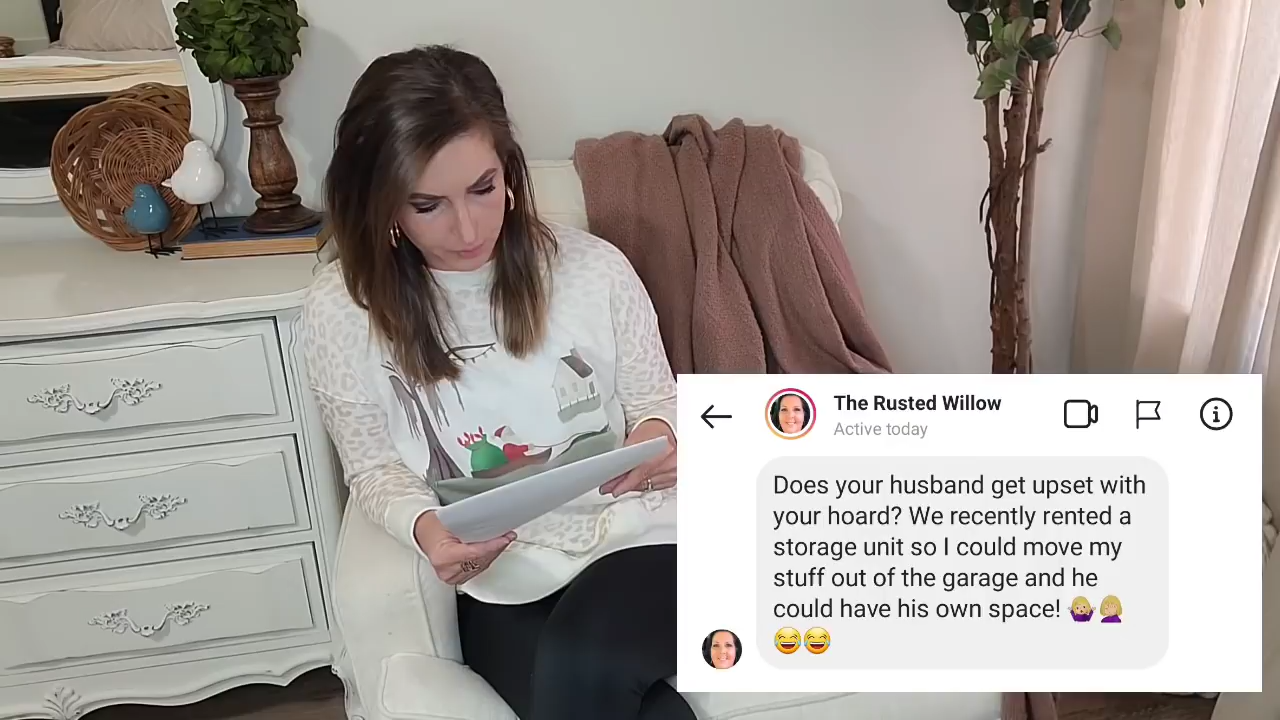 The Rusted Willow
Active today
Does your husband get upset with
your hoard? We recently rented a
storage unit so I could move my
stuff out of the garage and he
could have his own space! 🤷🏼‍♀️🤦🏼‍♀️
😂😂